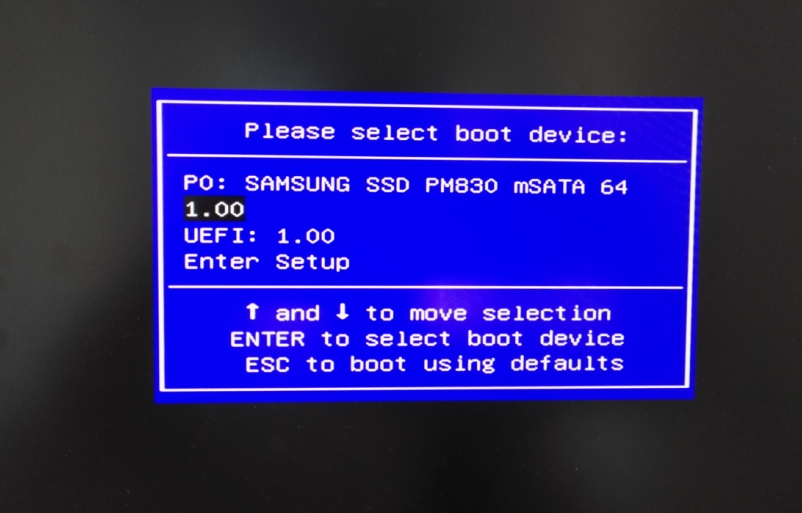 Please select boot device:
P0: SAMSUNG SSD PM830 mSATA 64
1.00
UEFI: 1.00
Enter Setup
↑ and ↓ to move selection
ENTER to select boot device
ESC to boot using defaults